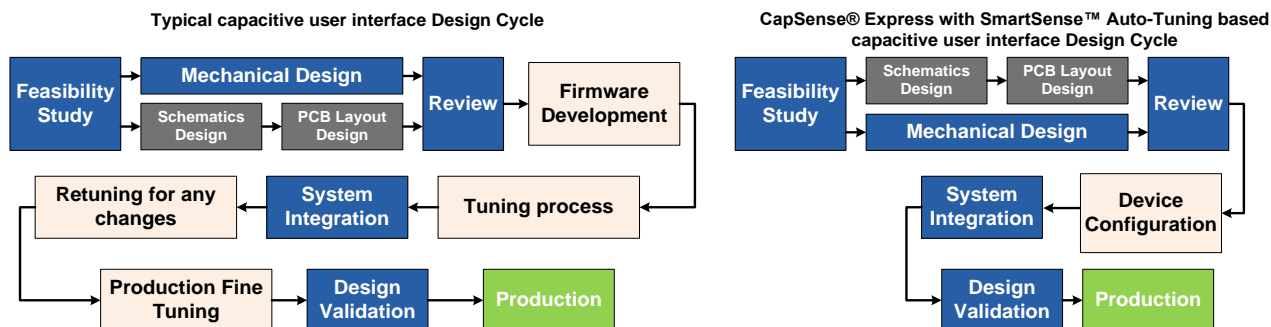 Typical capacitive user interface Design Cycle
Feasibility
Study
Mechanical Design
Schematics
Design
PCB Layout
Design
Review
Firmware
Development
Tuning process
System
Integration
Retuning for any
changes
Production Fine
Tuning
Design
Validation
Production
CapSense® Express with SmartSense™ Auto-Tuning based
capacitive user interface Design Cycle
Feasibility
Study
Schematics
Design
PCB Layout
Design
Mechanical Design
Review
Device
Configuration
System
Integration
Design
Validation
Production